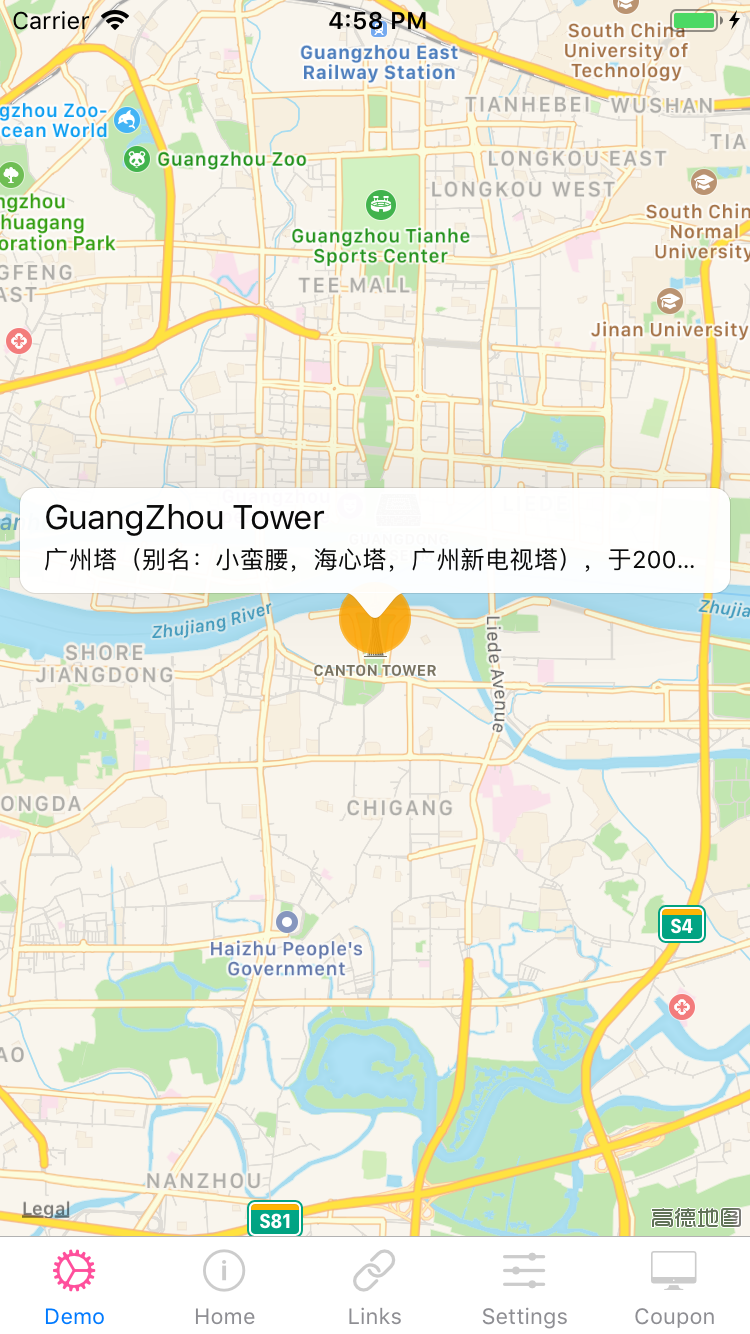 Carrier 4:58 PM
Guangzhou East
Railway Station
South China
University of
Technology
TIANHEBEI
WUSHAN
gzhou Zoo-
cean World
Guangzhou Zoo
TIA
LONGKOU EAST
LONGKOU WEST
ngzhou
huagang
oration Park
South Chin
Normal
University
Guangzhou Tianhe
Sports Center
GFENG
AST
TEE MALL
Jinan University
GuangZhou Tower
广州塔（别名：小蛮腰，海心塔，广州新电视塔），于200...
Zhujiang River
Zhuji
Liede Avenue
SHORE
JIANGDONG
CANTON TOWER
ONGDA
CHIGANG
S4
Haizhu People's
Government
AO
NANZHOU
Legal
S81
高德地图
Demo
Home
Links
Settings
Coupon